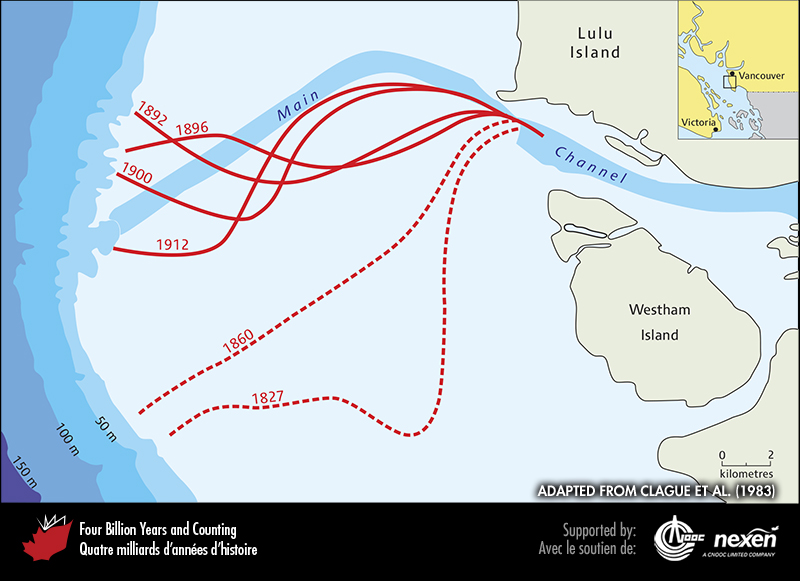 Lulu
Island
Vancouver
Victoria
Main
Channel
1892
1896
1900
1912
1860
1827
Westham
Island
50 m
100 m
150 m
0 2
kilometres
ADAPTED FROM CLAGUE ET AL. (1983)
Four Billion Years and Counting
Quatre milliards d'années d'histoire
Supported by:
Avec le soutien de:
CNOOC
nexen
A CNOOC LIMITED COMPANY